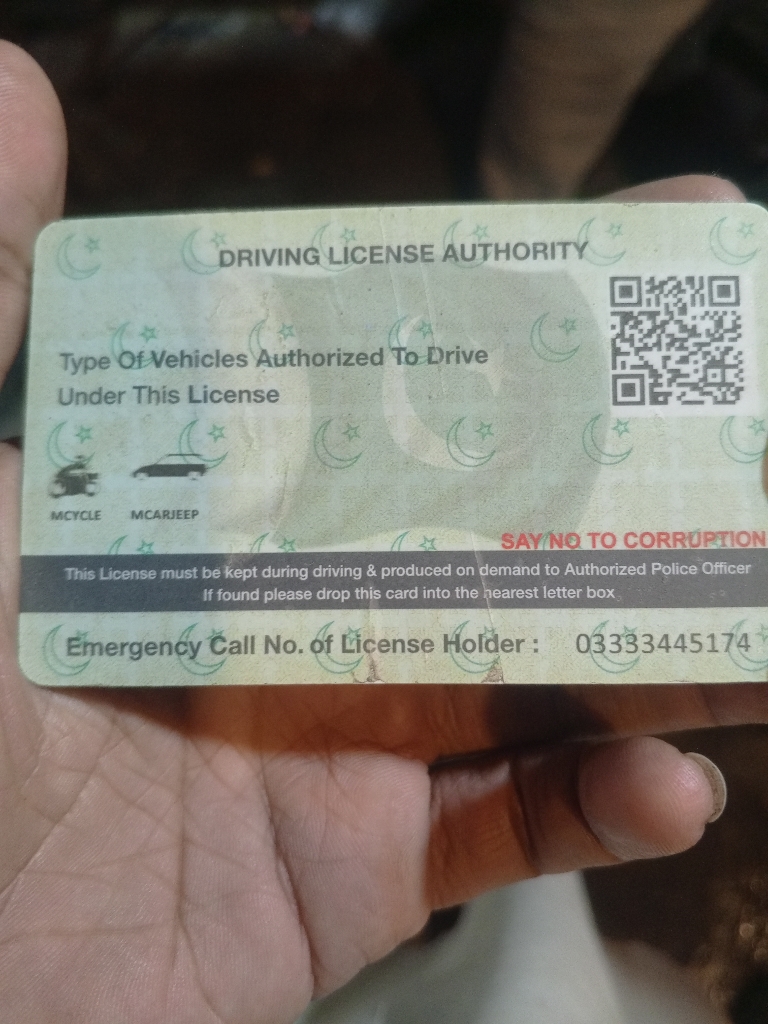 DRIVING LICENSE AUTHORITY
Type Of Vehicles Authorized To Drive
Under This License
MCYCLE MCARJEEP
SAY NO TO CORRUPTION
This License must be kept during driving & produced on demand to Authorized Police Officer
If found please drop this card into the nearest letter box
Emergency Call No. of License Holder : 03333445174